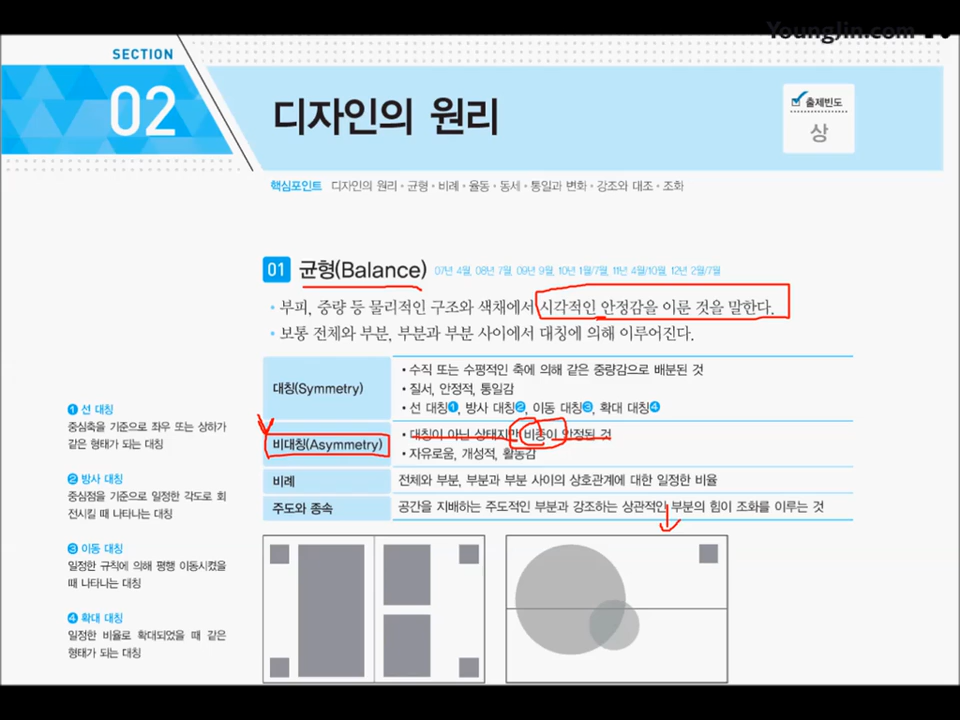 YoungJin.com
SECTION
02
디자인의 원리
출제빈도
상
핵심포인트 디자인의 원리 • 균형 • 비례 • 율동 • 동세 • 통일과 변화 • 강조와 대조 • 조화
01 균형(Balance) 07년 4월, 08년 7월, 09년 9월, 10년 1월/7월, 11년 4월/10월, 12년 2월/7월
• 부피, 중량 등 물리적인 구조와 색채에서 시각적인 안정감을 이룬 것을 말한다.
• 보통 전체와 부분, 부분과 부분 사이에서 대칭에 의해 이루어진다.
대칭(Symmetry)
• 수직 또는 수평적인 축에 의해 같은 중량감으로 배분된 것
• 질서, 안정적, 통일감
• 선 대칭❶, 방사 대칭❷, 이동 대칭❸, 확대 대칭❹
비대칭(Asymmetry)
• 대칭이 아닌 상태지만 비중이 안정된 것
• 자유로움, 개성적, 활동감
비례 전체와 부분, 부분과 부분 사이의 상호관계에 대한 일정한 비율
주도와 종속 공간을 지배하는 주도적인 부분과 강조하는 상관적인 부분의 힘이 조화를 이루는 것
❶ 선 대칭
중심축을 기준으로 좌우 또는 상하가
같은 형태가 되는 대칭
❷ 방사 대칭
중심점을 기준으로 일정한 각도로 회
전시킬 때 나타나는 대칭
❸ 이동 대칭
일정한 규칙에 의해 평행 이동시켰을
때 나타나는 대칭
❹ 확대 대칭
일정한 비율로 확대되었을 때 같은
형태가 되는 대칭